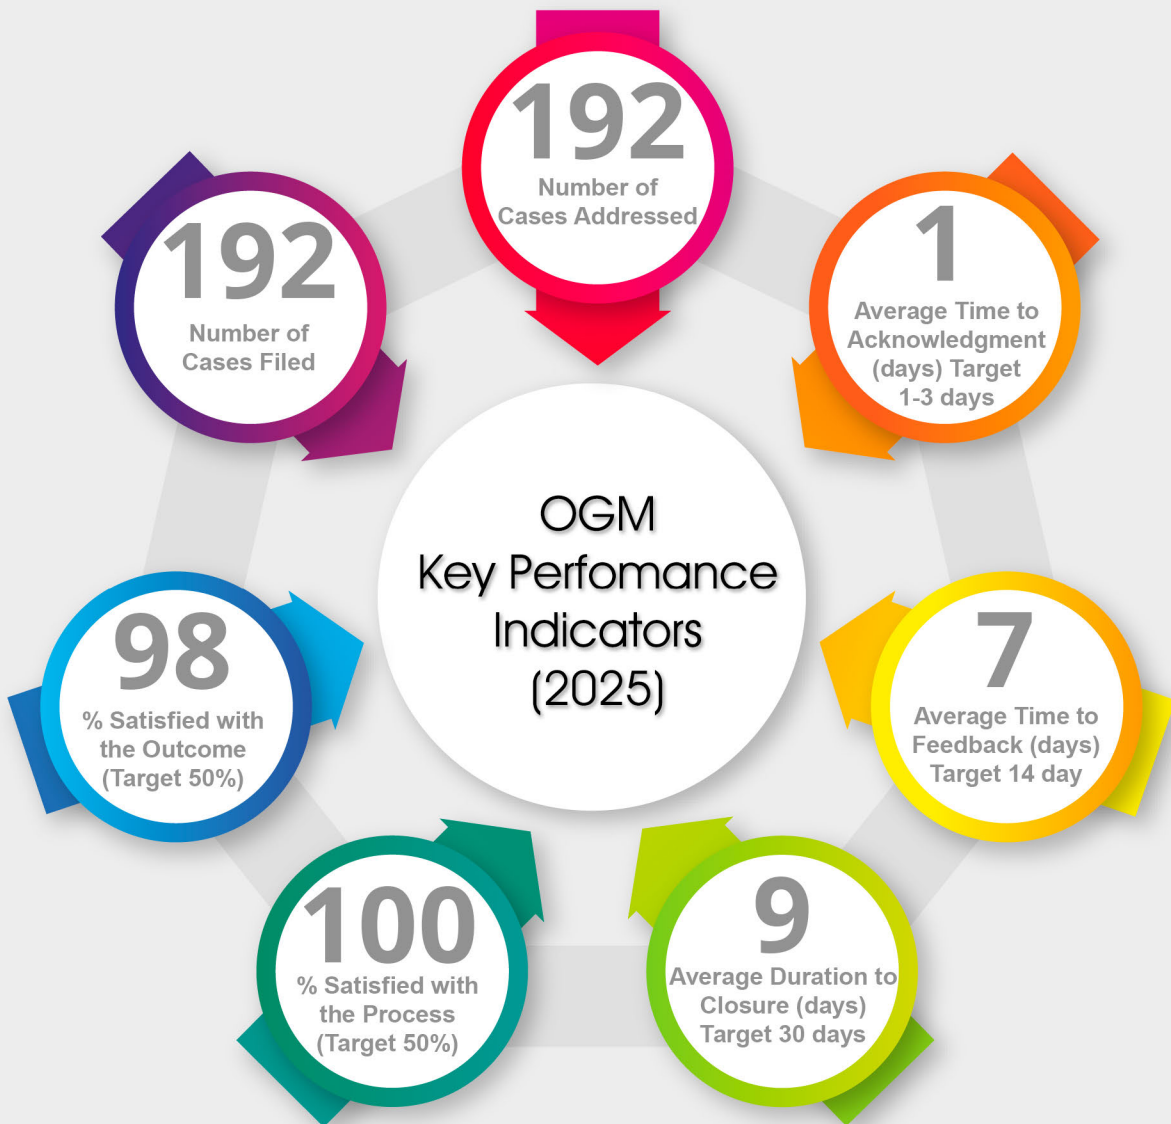 192
Number of
Cases Addressed
192
Number of
Cases Filed
1
Average Time to
Acknowledgment
(days) Target
1-3 days
OGM
Key Perfomance
Indicators
(2025)
98
% Satisfied with
the Outcome
(Target 50%)
7
Average Time to
Feedback (days)
Target 14 day
100
% Satisfied with
the Process
(Target 50%)
9
Average Duration to
Closure (days)
Target 30 days